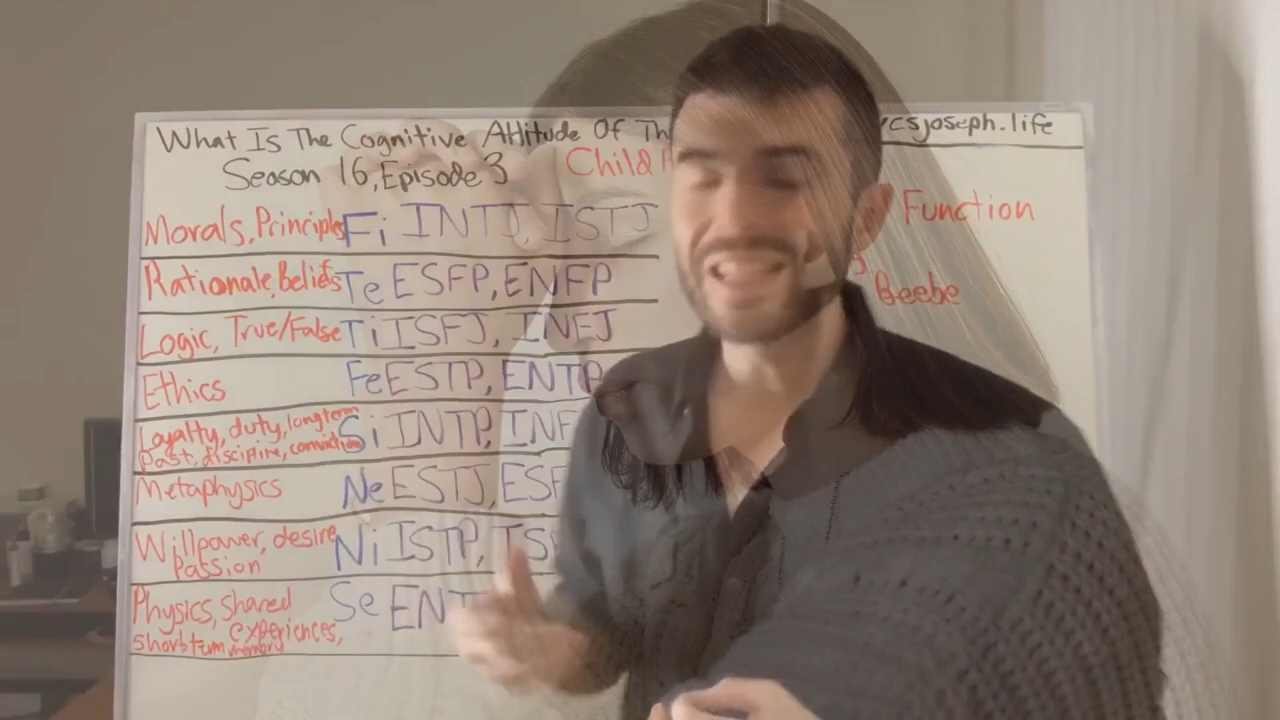 What Is The Cognitive Attitude Of Th csjoseph.life
Season 16, Episode 3 Child
Morals, Principles Fi INTJ, ISTJ Function
Rationale, Beliefs Te ESFP, ENFP Beebe
Logic, True/False Ti ISFJ, INFJ
Ethics Fe ESTP, ENTP
Loyalty, duty, longterm
past, discipline, Si INTP, INF
Metaphysics Ne ESTJ, ESF
Willpower, desire, Ni ISTP, IS
Passion
Physics, shared Se ENT
experiences,
short term memory